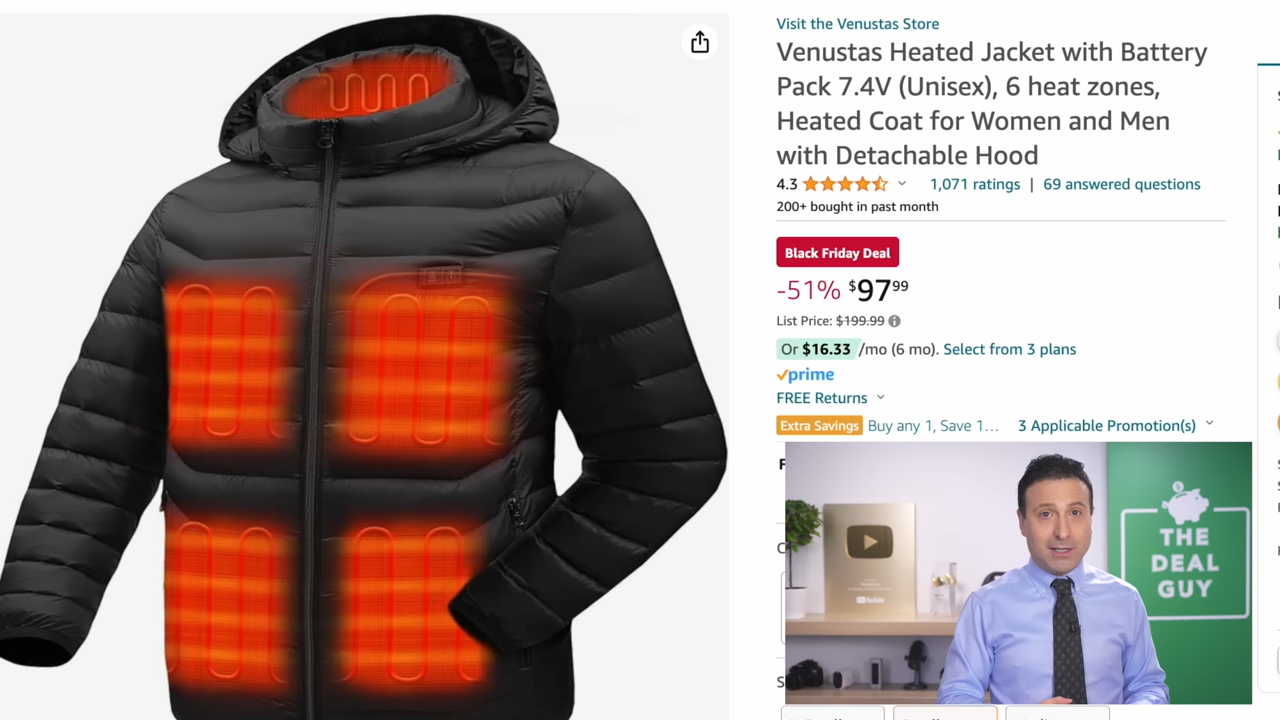 Visit the Venustas Store
Venustas Heated Jacket with Battery
Pack 7.4V (Unisex), 6 heat zones,
Heated Coat for Women and Men
with Detachable Hood
4.3 1,071 ratings | 69 answered questions
200+ bought in past month
Black Friday Deal
-51% $97 99
List Price: $199.99
Or $16.33 /mo (6 mo). Select from 3 plans
prime
FREE Returns
Extra Savings Buy any 1, Save 1… 3 Applicable Promotion(s)
THE
DEAL
GUY
YouTube